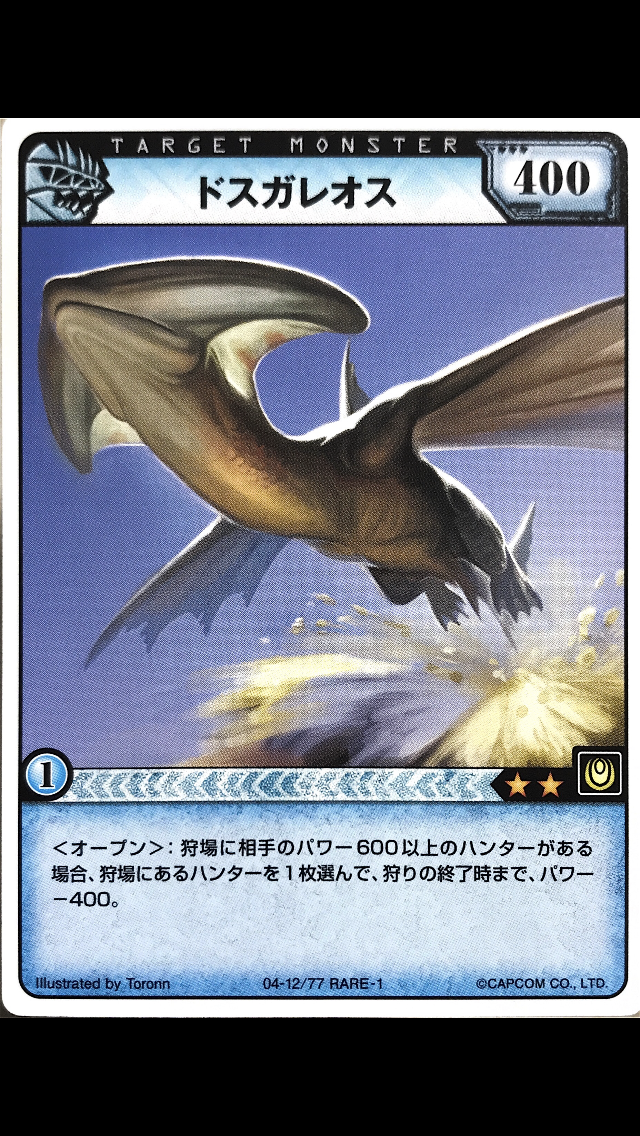 TARGET MONSTER
ドスガレオス
400
1
<オープン>：狩場に相手のパワー600以上のハンターがある
場合、狩場にあるハンターを1枚選んで、狩りの終了時まで、パワー
－400。
Illustrated by Toronn 04-12/77 RARE-1 ©CAPCOM CO., LTD.